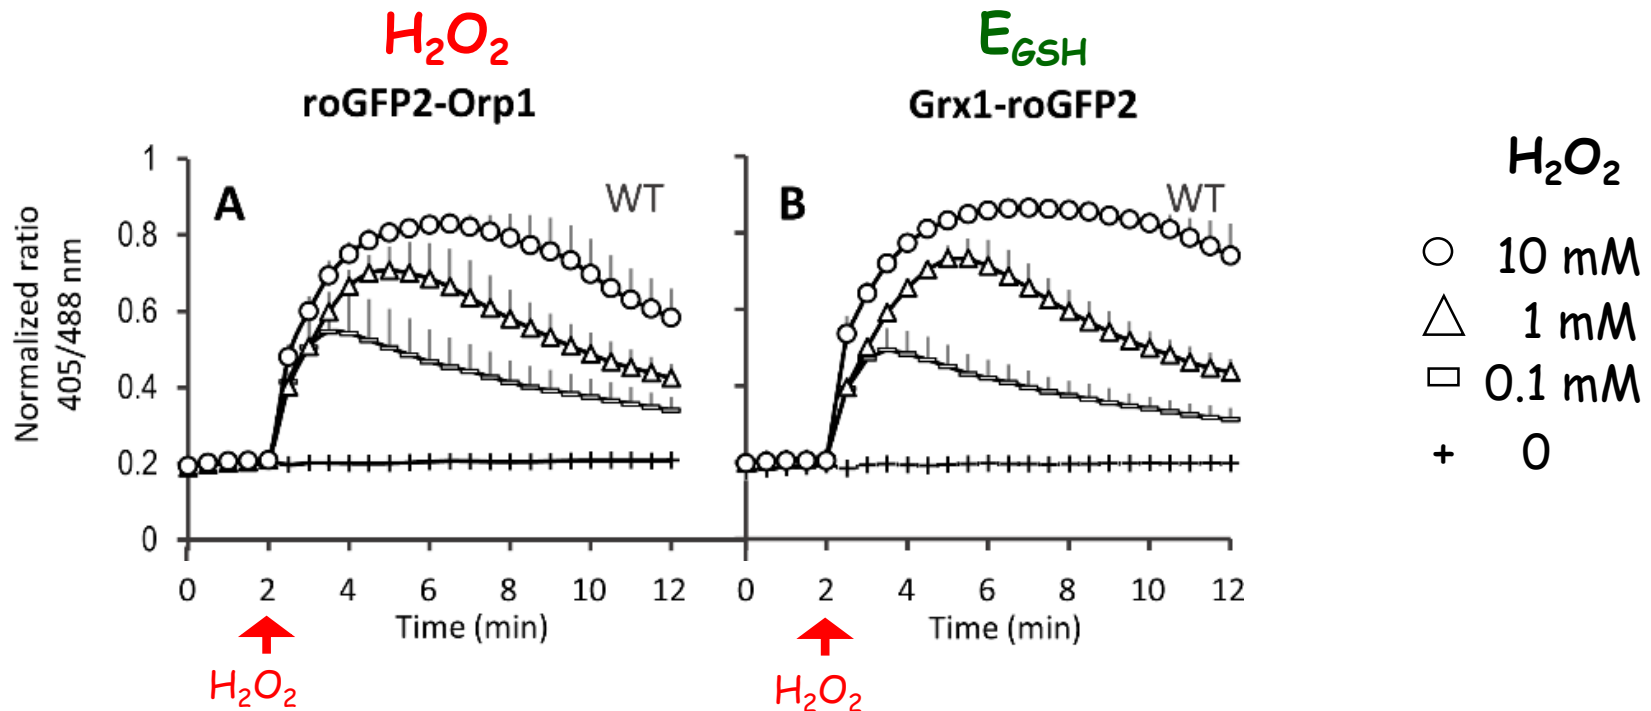 H₂O₂
E_GSH
roGFP2-Orp1
Grx1-roGFP2
Normalized ratio
405/488 nm
1
0.8
0.6
0.4
0.2
0
A
WT
B
WT
0 2 4 6 8 10 12
0 2 4 6 8 10 12
Time (min)
Time (min)
H₂O₂
H₂O₂
H₂O₂
10 mM
1 mM
0.1 mM
0